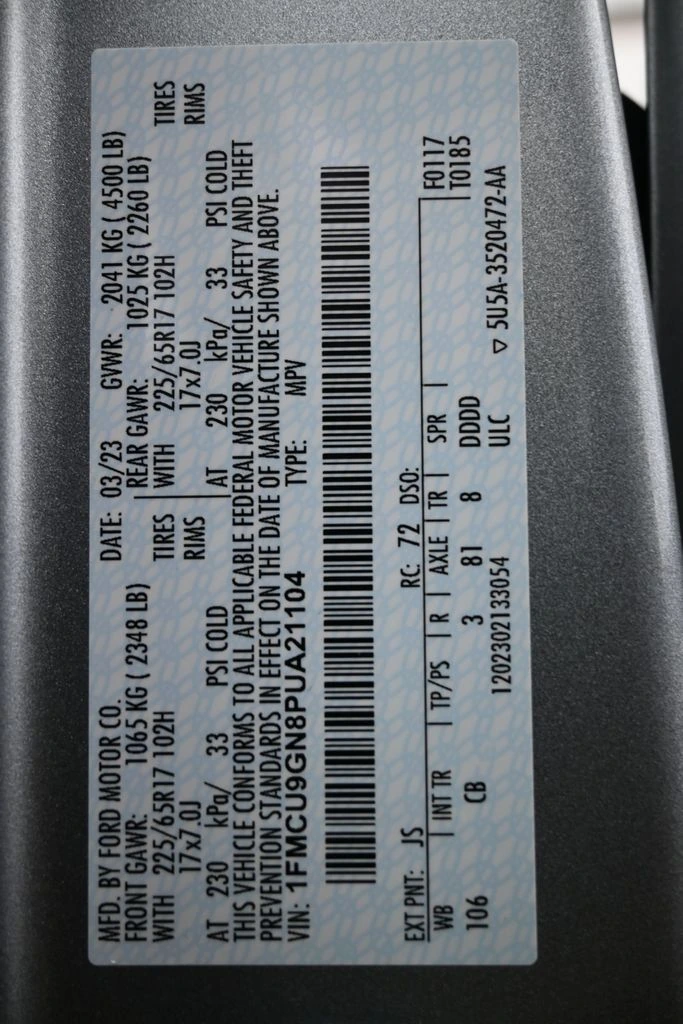 MFD. BY FORD MOTOR CO. DATE: 03/23 GVWR: 2041 KG ( 4500 LB)
FRONT GAWR: 1065 KG ( 2348 LB) REAR GAWR: 1025 KG ( 2260 LB)
WITH 225/65R17 102H TIRES WITH 225/65R17 102H TIRES
17x7.0J RIMS 17x7.0J RIMS
AT 230 kPa/ 33 PSI COLD AT 230 kPa/ 33 PSI COLD
THIS VEHICLE CONFORMS TO ALL APPLICABLE FEDERAL MOTOR VEHICLE SAFETY AND THEFT
PREVENTION STANDARDS IN EFFECT ON THE DATE OF MANUFACTURE SHOWN ABOVE.
VIN: 1FMCU9GN8PUA21104 TYPE: MPV
EXT PNT: JS RC: 72 DSO: F0117
WB INT TR TP/PS R AXLE TR SPR T0185
106 CB 3 81 8 DDDD
1202302133054 ULC ▽ 5U5A-3520472-AA